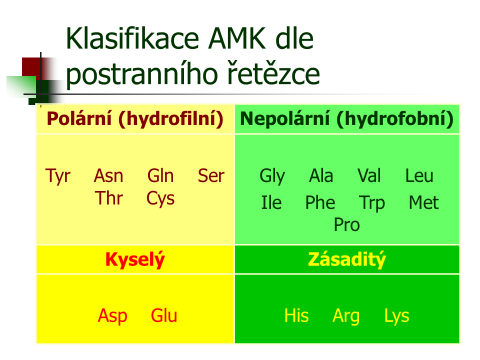 Klasifikace AMK dle
postranního řetězce
Polární (hydrofilní)
Nepolární (hydrofobní)
Tyr Asn Gln Ser
Thr Cys
Gly Ala Val Leu
Ile Phe Trp Met
Pro
Kyselý
Zásaditý
Asp Glu
His Arg Lys